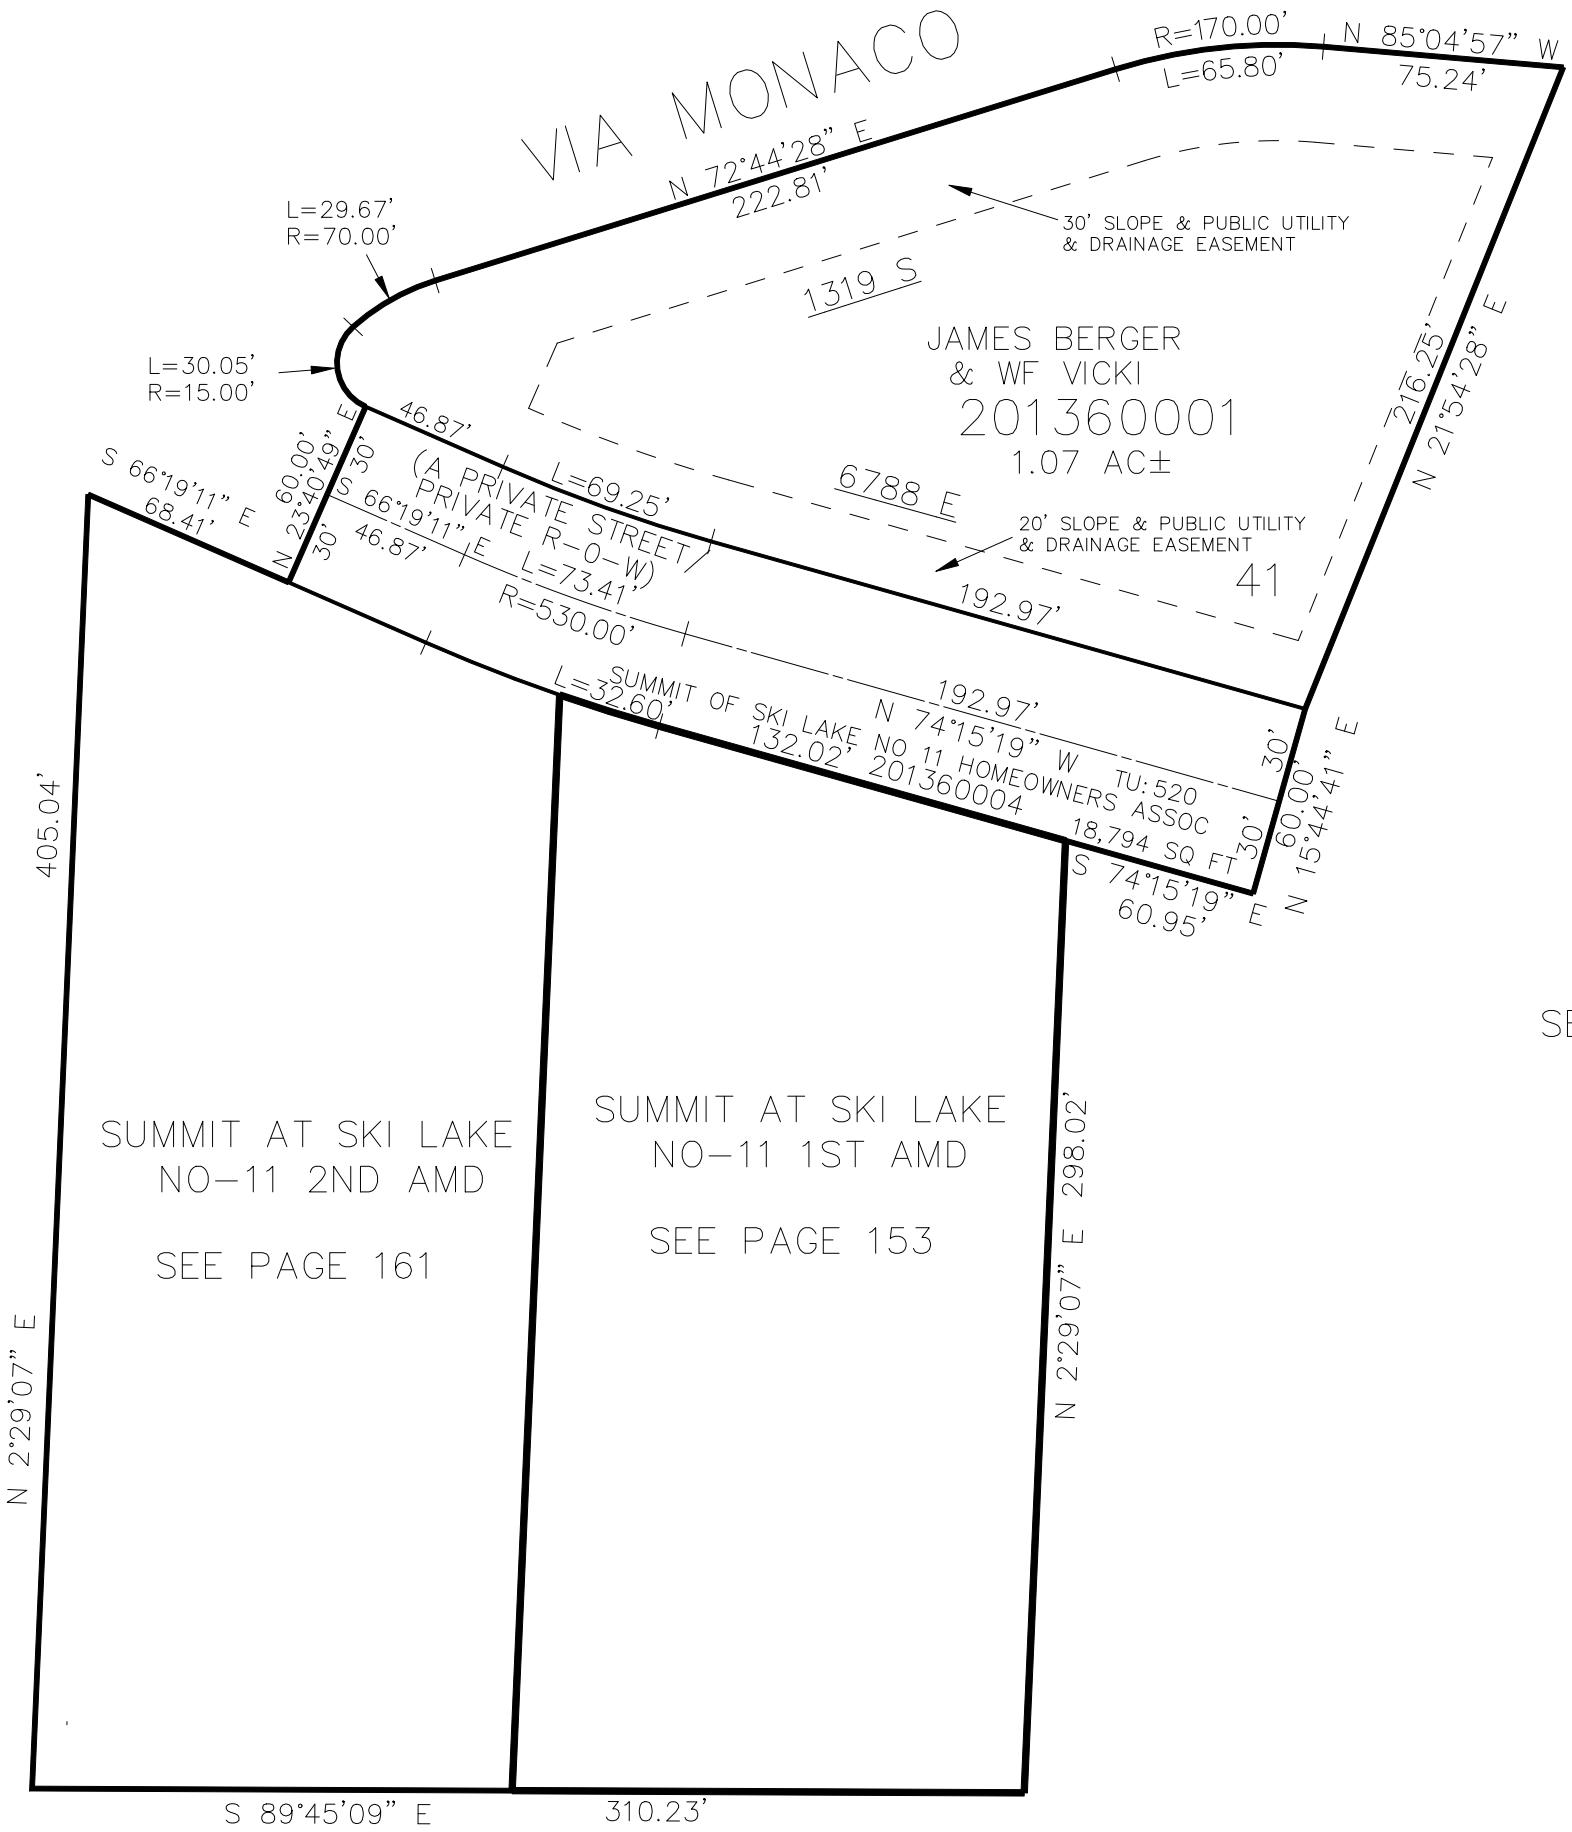 VIA MONACO
R=170.00'
L=65.80'
N 85°04'57" W
75.24'
N 72°44'28" E
222.81'
L=29.67'
R=70.00'
30' SLOPE & PUBLIC UTILITY
& DRAINAGE EASEMENT
1319 S
JAMES BERGER
& WF VICKI
201360001
1.07 AC±
216.25'
N 21°54'28" E
L=30.05'
R=15.00'
46.87'
S 66°19'11" E
68.41'
60.00'
N 23°40'49" E
30'
30'
(A PRIVATE STREET/
PRIVATE R-0-W)
L=69.25'
6788 E
20' SLOPE & PUBLIC UTILITY
& DRAINAGE EASEMENT
41
S 66°19'11" E
46.87'
L=73.41'
R=530.00'
192.97'
192.97'
N 74°15'19" W
L=32.60'
SUMMIT OF SKI LAKE NO 11 HOMEOWNERS ASSOC
132.02'
201360004
TU:520
18,794 SQ FT
30'
30'
60.00'
N 15°44'41" E
S 74°15'19" E
60.95'
405.04'
N 2°29'07" E
SE
SUMMIT AT SKI LAKE
NO-11 2ND AMD
SEE PAGE 161
SUMMIT AT SKI LAKE
NO-11 1ST AMD
SEE PAGE 153
N 2°29'07" E 298.02'
S 89°45'09" E
310.23'